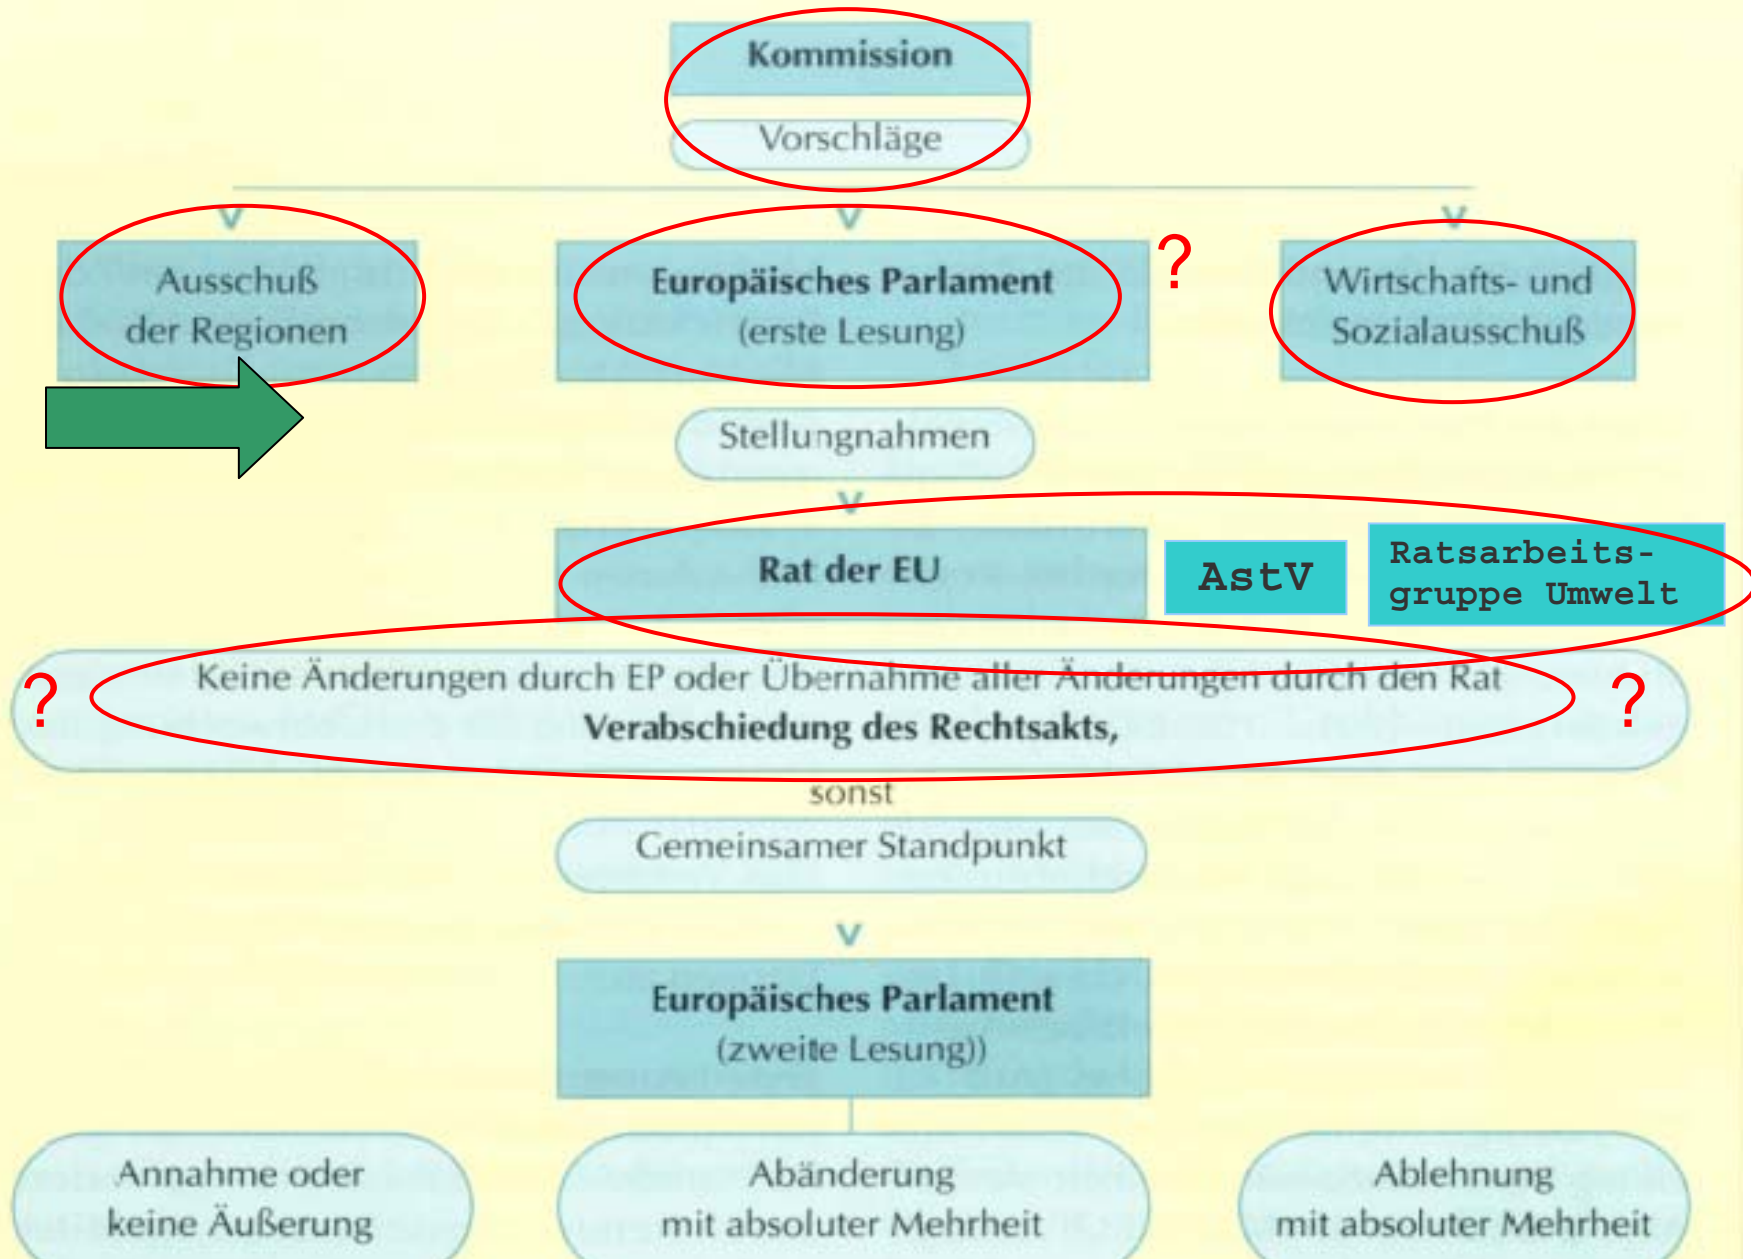 Kommission
Vorschläge
Ausschuß
der Regionen
Europäisches Parlament
(erste Lesung)
?
Wirtschafts- und
Sozialausschuß
Stellungnahmen
Rat der EU
AstV
Ratsarbeits-
gruppe Umwelt
?
Keine Änderungen durch EP oder Übernahme aller Änderungen durch den Rat
Verabschiedung des Rechtsakts,
?
sonst
Gemeinsamer Standpunkt
Europäisches Parlament
(zweite Lesung))
Annahme oder
keine Äußerung
Abänderung
mit absoluter Mehrheit
Ablehnung
mit absoluter Mehrheit